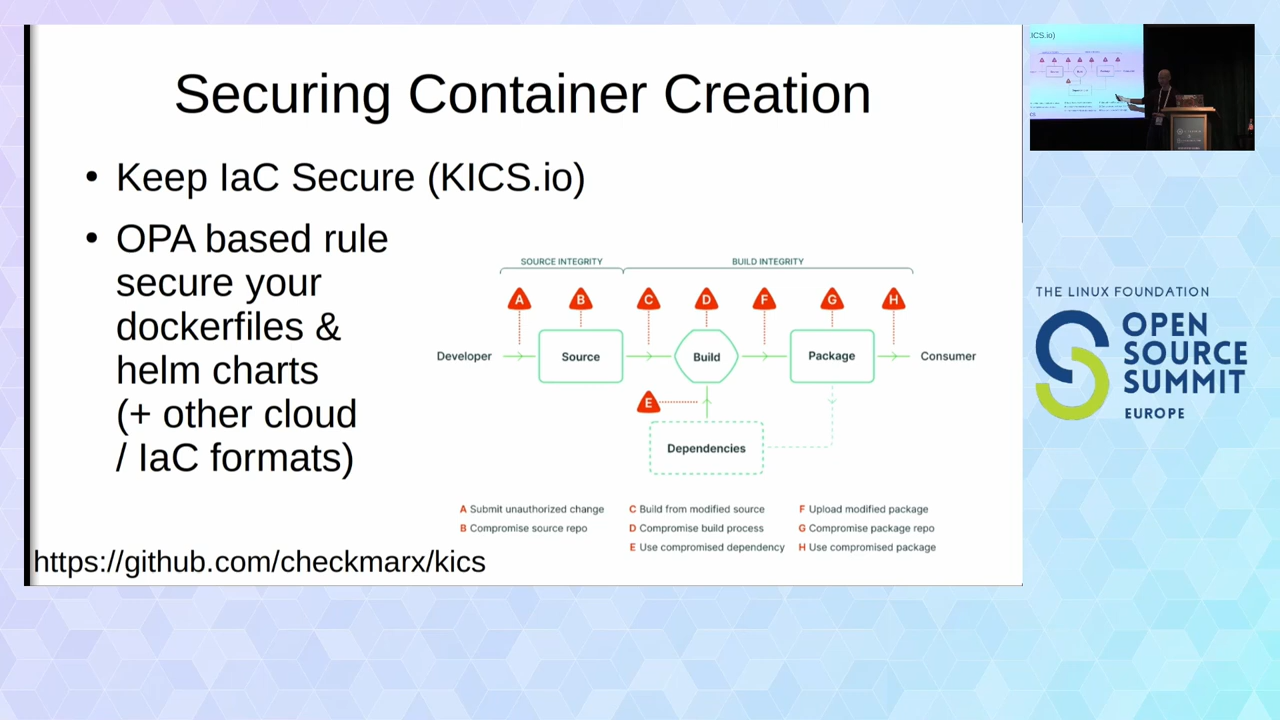 Securing Container Creation
• Keep IaC Secure (KICS.io)
• OPA based rule
secure your
dockerfiles &
helm charts
(+ other cloud
/ IaC formats)
SOURCE INTEGRITY
BUILD INTEGRITY
A
B
C
D
F
G
H
Developer
Source
Build
Package
Consumer
E
Dependencies
A Submit unauthorized change
B Compromise source repo
C Build from modified source
D Compromise build process
E Use compromised dependency
F Upload modified package
G Compromise package repo
H Use compromised package
https://github.com/checkmarx/kics
ICS.io)
THE LINUX FOUNDATION
OPEN
SOURCE
SUMMIT
EUROPE